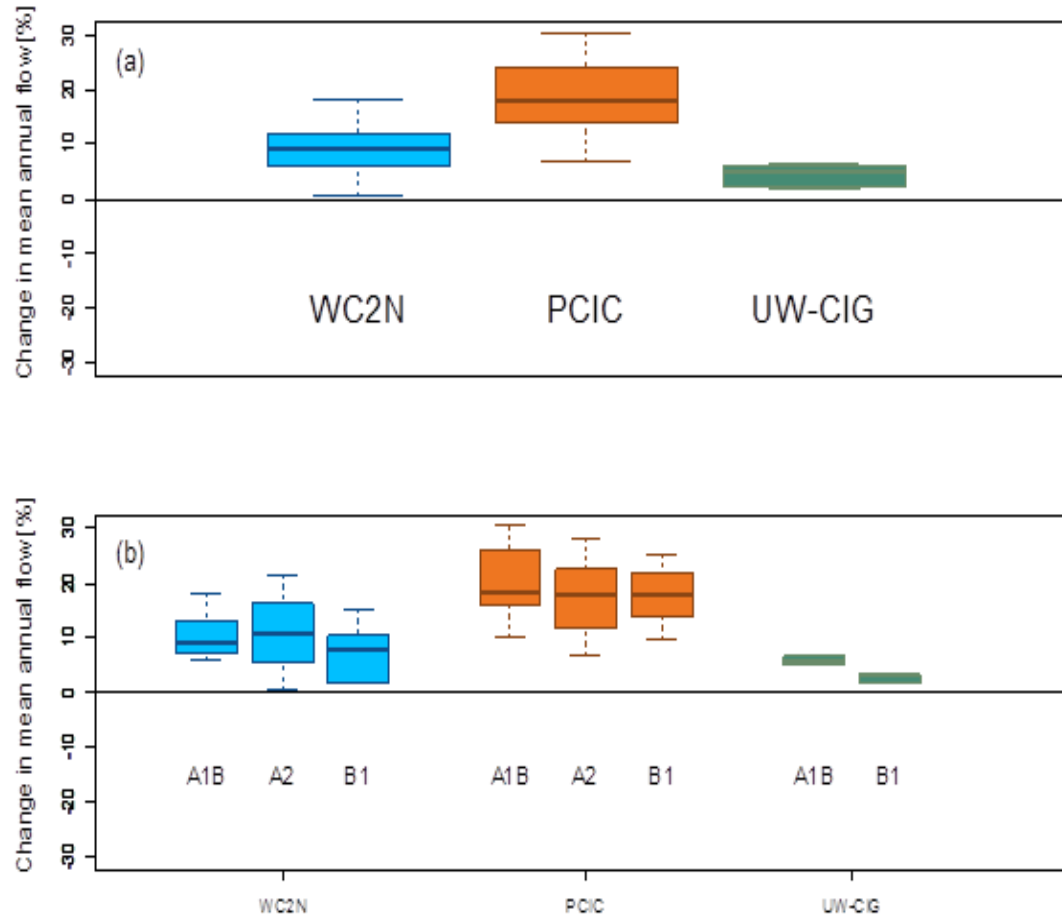 Change in mean annual flow[%]
30
20
10
0
-10
-20
-30
(a)
WC2N PCIC UW-CIG
Change in mean annual flow[%]
30
20
10
0
-10
-20
-30
(b)
A1B A2 B1 A1B A2 B1 A1B B1
WC2N PCIC UW-CIG